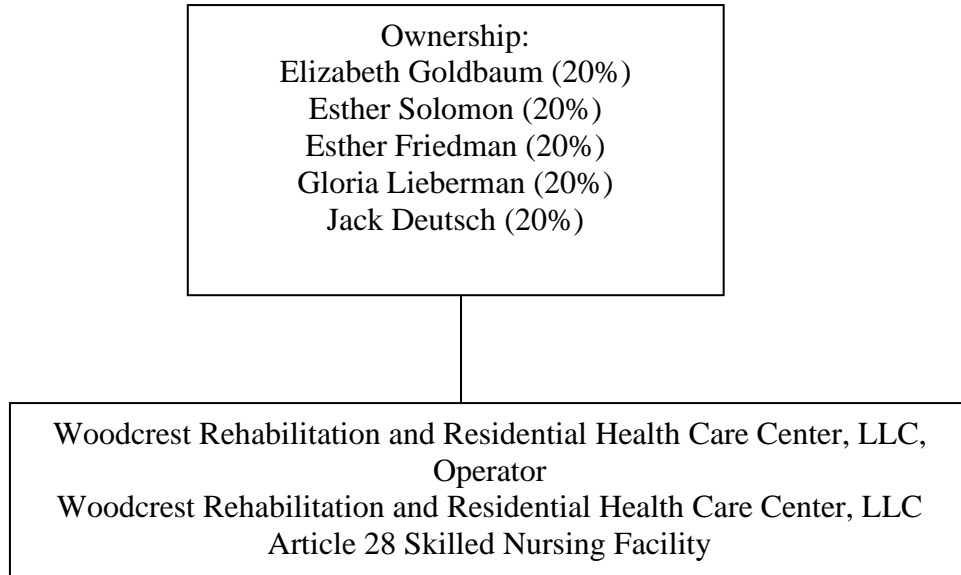 Ownership:
Elizabeth Goldbaum (20%)
Esther Solomon (20%)
Esther Friedman (20%)
Gloria Lieberman (20%)
Jack Deutsch (20%)
Woodcrest Rehabilitation and Residential Health Care Center, LLC,
Operator
Woodcrest Rehabilitation and Residential Health Care Center, LLC
Article 28 Skilled Nursing Facility